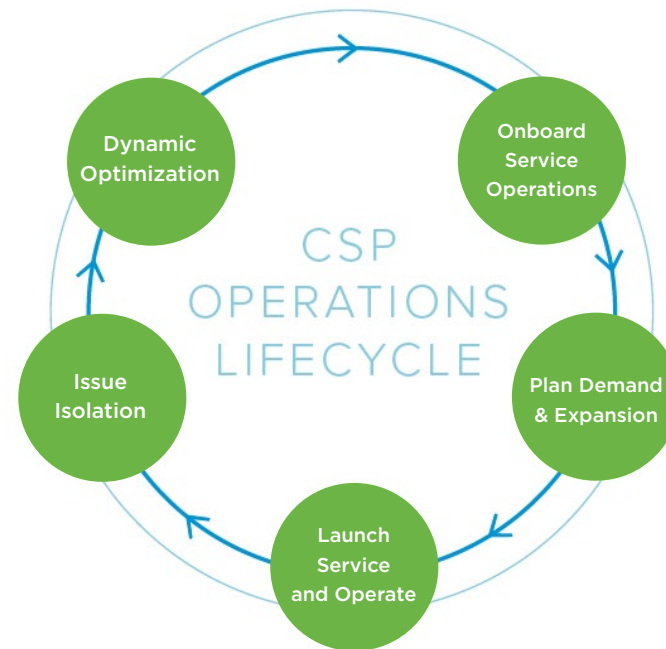 Dynamic
Optimization
Onboard
Service
Operations
CSP
OPERATIONS
LIFECYCLE
Issue
Isolation
Plan Demand
& Expansion
Launch
Service
and Operate